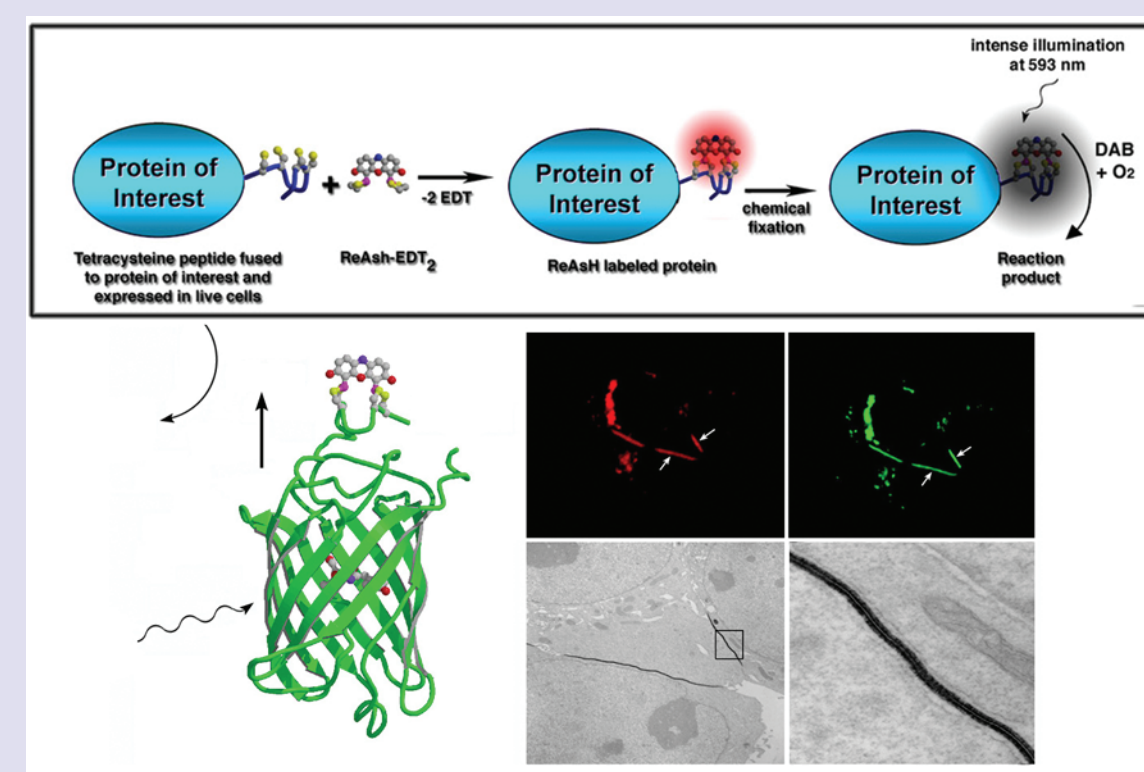 intense illumination
at 593 nm
Protein of
Interest
+
-2 EDT
Protein of
Interest
chemical
fixation
Protein of
Interest
DAB
+ O2
Tetracysteine peptide fused
to protein of interest and
expressed in live cells
ReAsh-EDT2
ReAsH labeled protein
Reaction
product